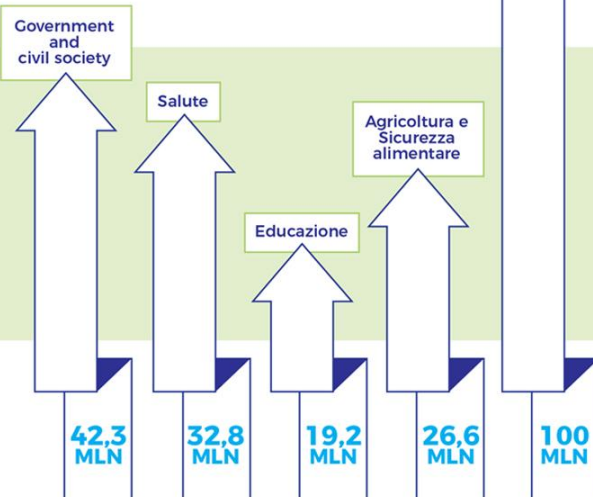 Government
and
civil society
Salute
Agricoltura e
Sicurezza
alimentare
Educazione
42,3
MLN
32,8
MLN
19,2
MLN
26,6
MLN
100
MLN